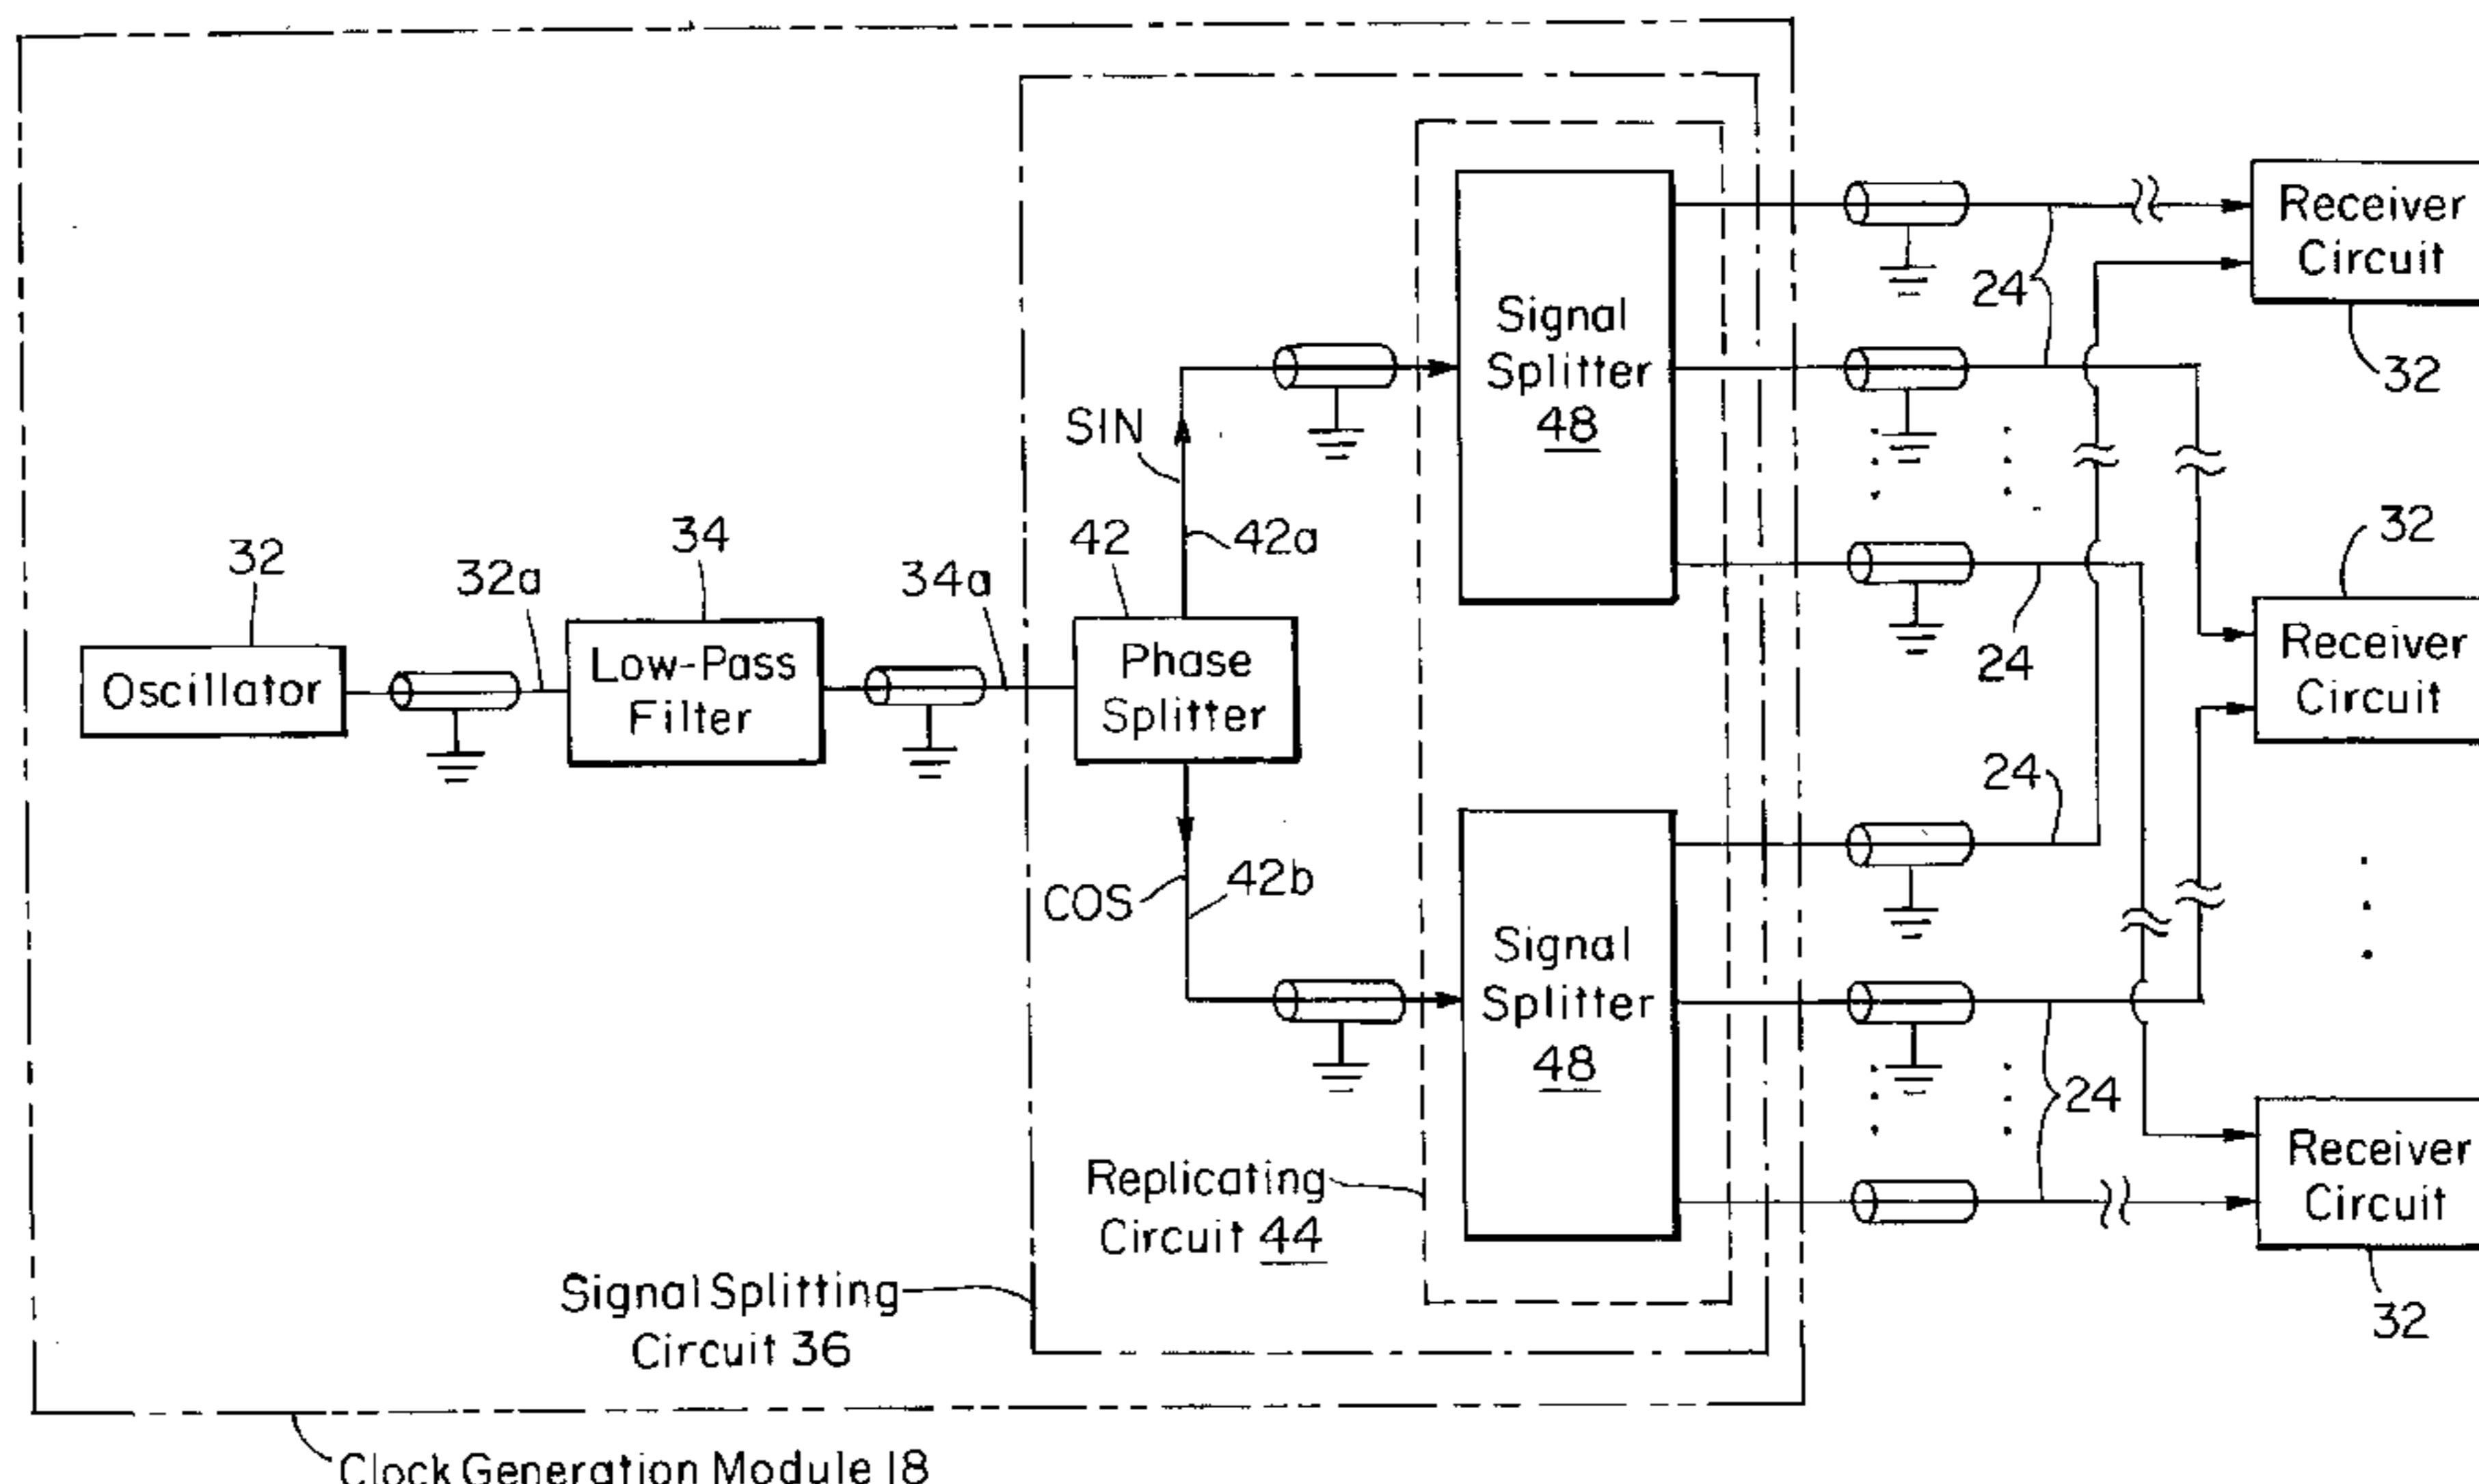 Oscillator
32
32a
Low-Pass
Filter
34
34a
Phase
Splitter
42
SIN
42a
COS
42b
Signal
Splitter
48
Signal
Splitter
48
24
24
24
24
Receiver
Circuit
32
Receiver
Circuit
32
Receiver
Circuit
32
Replicating
Circuit 44
Signal Splitting
Circuit 36
Clock Generation Module 18